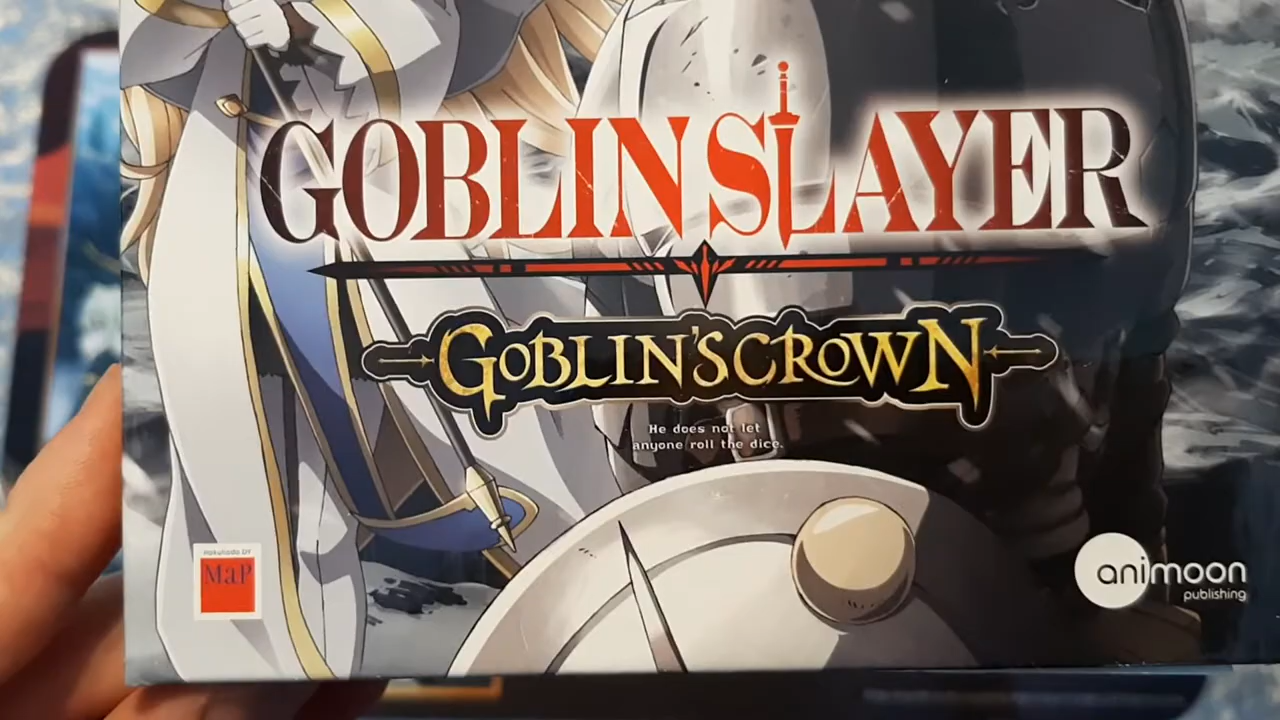 GOBLIN SLAYER
GOBLIN'S CROWN
He does not let
anyone roll the dice.
MaP
animoon
publishing